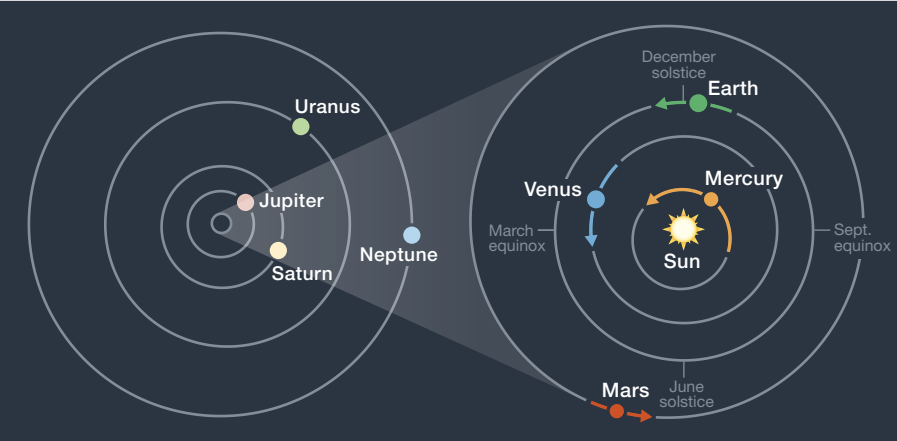 Uranus
Jupiter
Saturn
Neptune
December
solstice
Earth
Venus
Mercury
March
equinox
Sun
Sept.
equinox
Mars
June
solstice